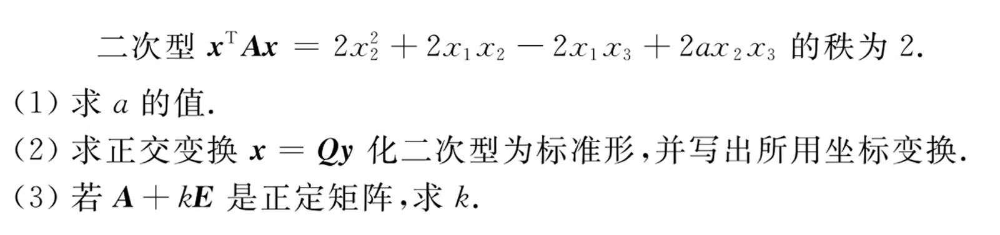 二次型 $\boldsymbol{x}^{\mathrm{T}}\boldsymbol{A}\boldsymbol{x} = 2x_2^2 + 2x_1x_2 - 2x_1x_3 + 2ax_2x_3$ 的秩为 2.
(1) 求 $a$ 的值.
(2) 求正交变换 $\boldsymbol{x} = \boldsymbol{Q}\boldsymbol{y}$ 化二次型为标准形,并写出所用坐标变换.
(3) 若 $\boldsymbol{A} + k\boldsymbol{E}$ 是正定矩阵,求 $k$.